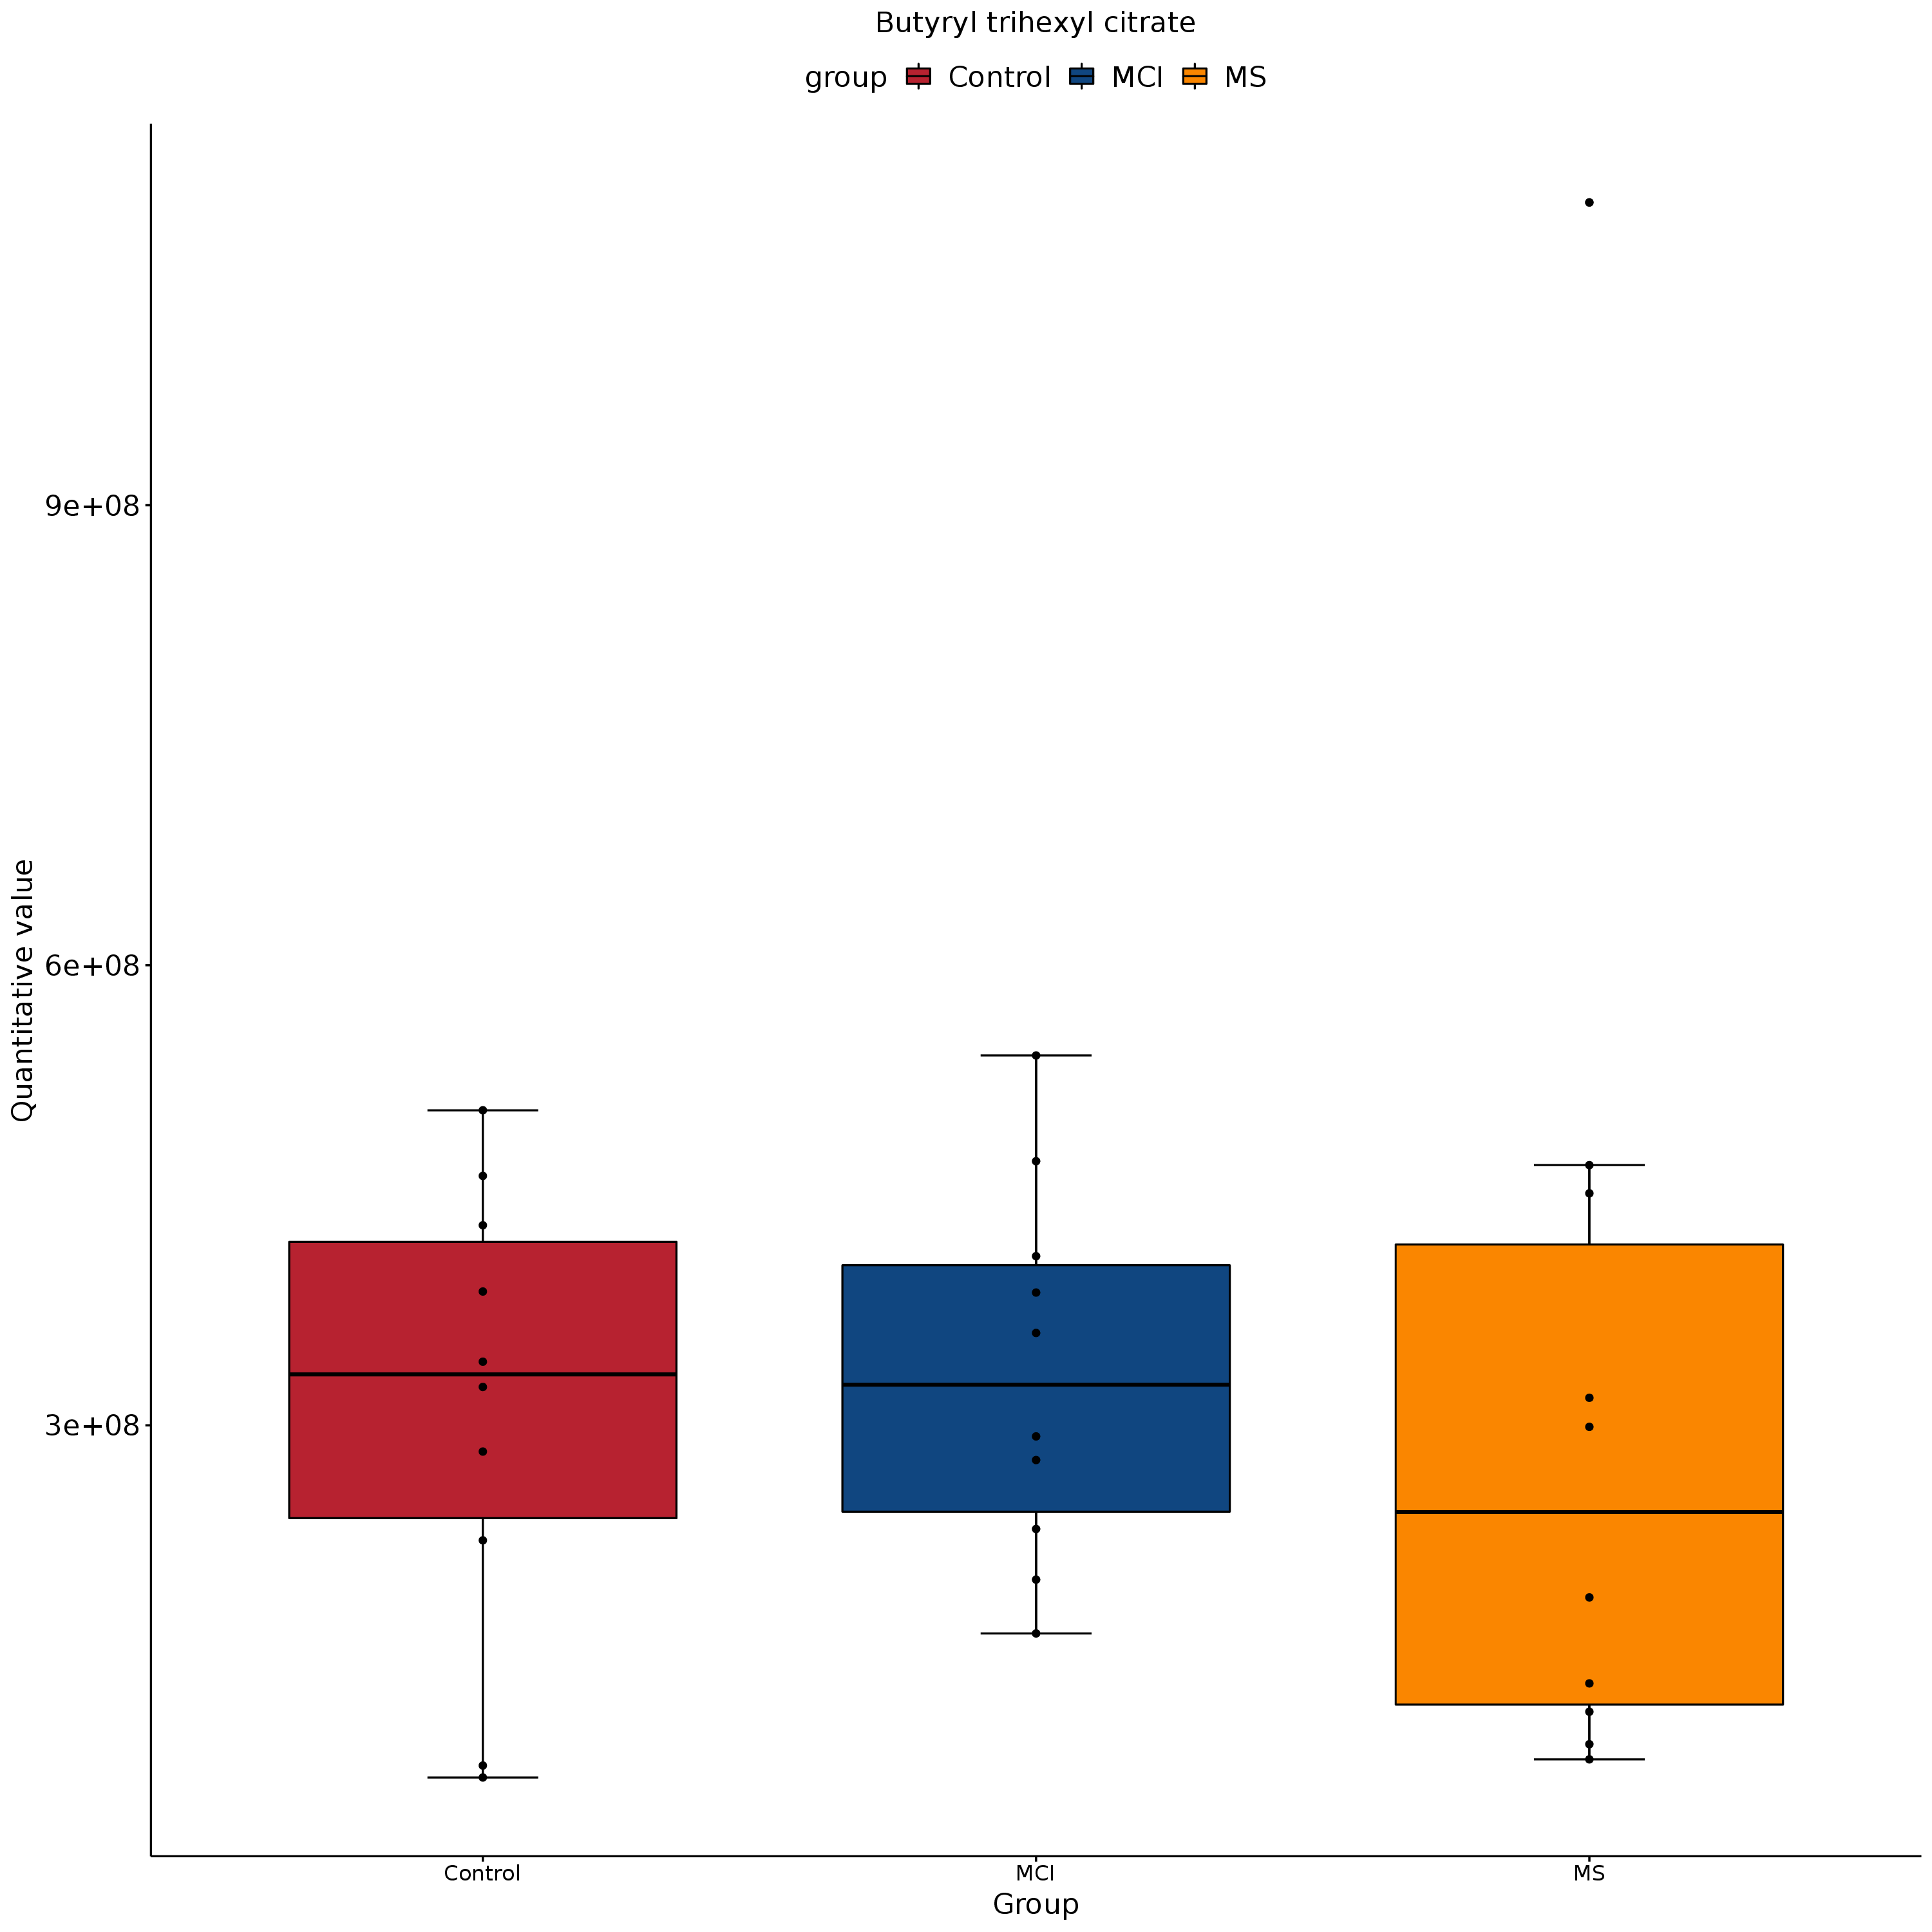 Butyryl trihexyl citrate
group Control MCI MS
9e+08
6e+08
3e+08
Quantitative value
Control MCI MS
Group